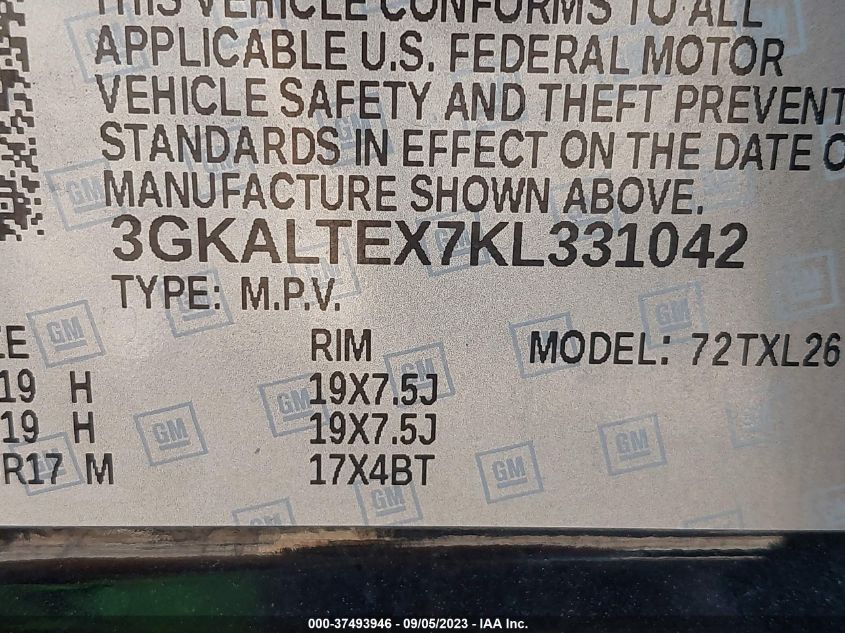 THIS VEHICLE CONFORMS TO ALL
APPLICABLE U.S. FEDERAL MOTOR
VEHICLE SAFETY AND THEFT PREVENT
STANDARDS IN EFFECT ON THE DATE O
MANUFACTURE SHOWN ABOVE.
3GKALTEX7KL331042
TYPE: M.P.V.
ZE RIM MODEL: 72TXL26
19 H 19X7.5J
19 H 19X7.5J
R17 M 17X4BT
GM
000-37493946 - 09/05/2023 - IAA Inc.